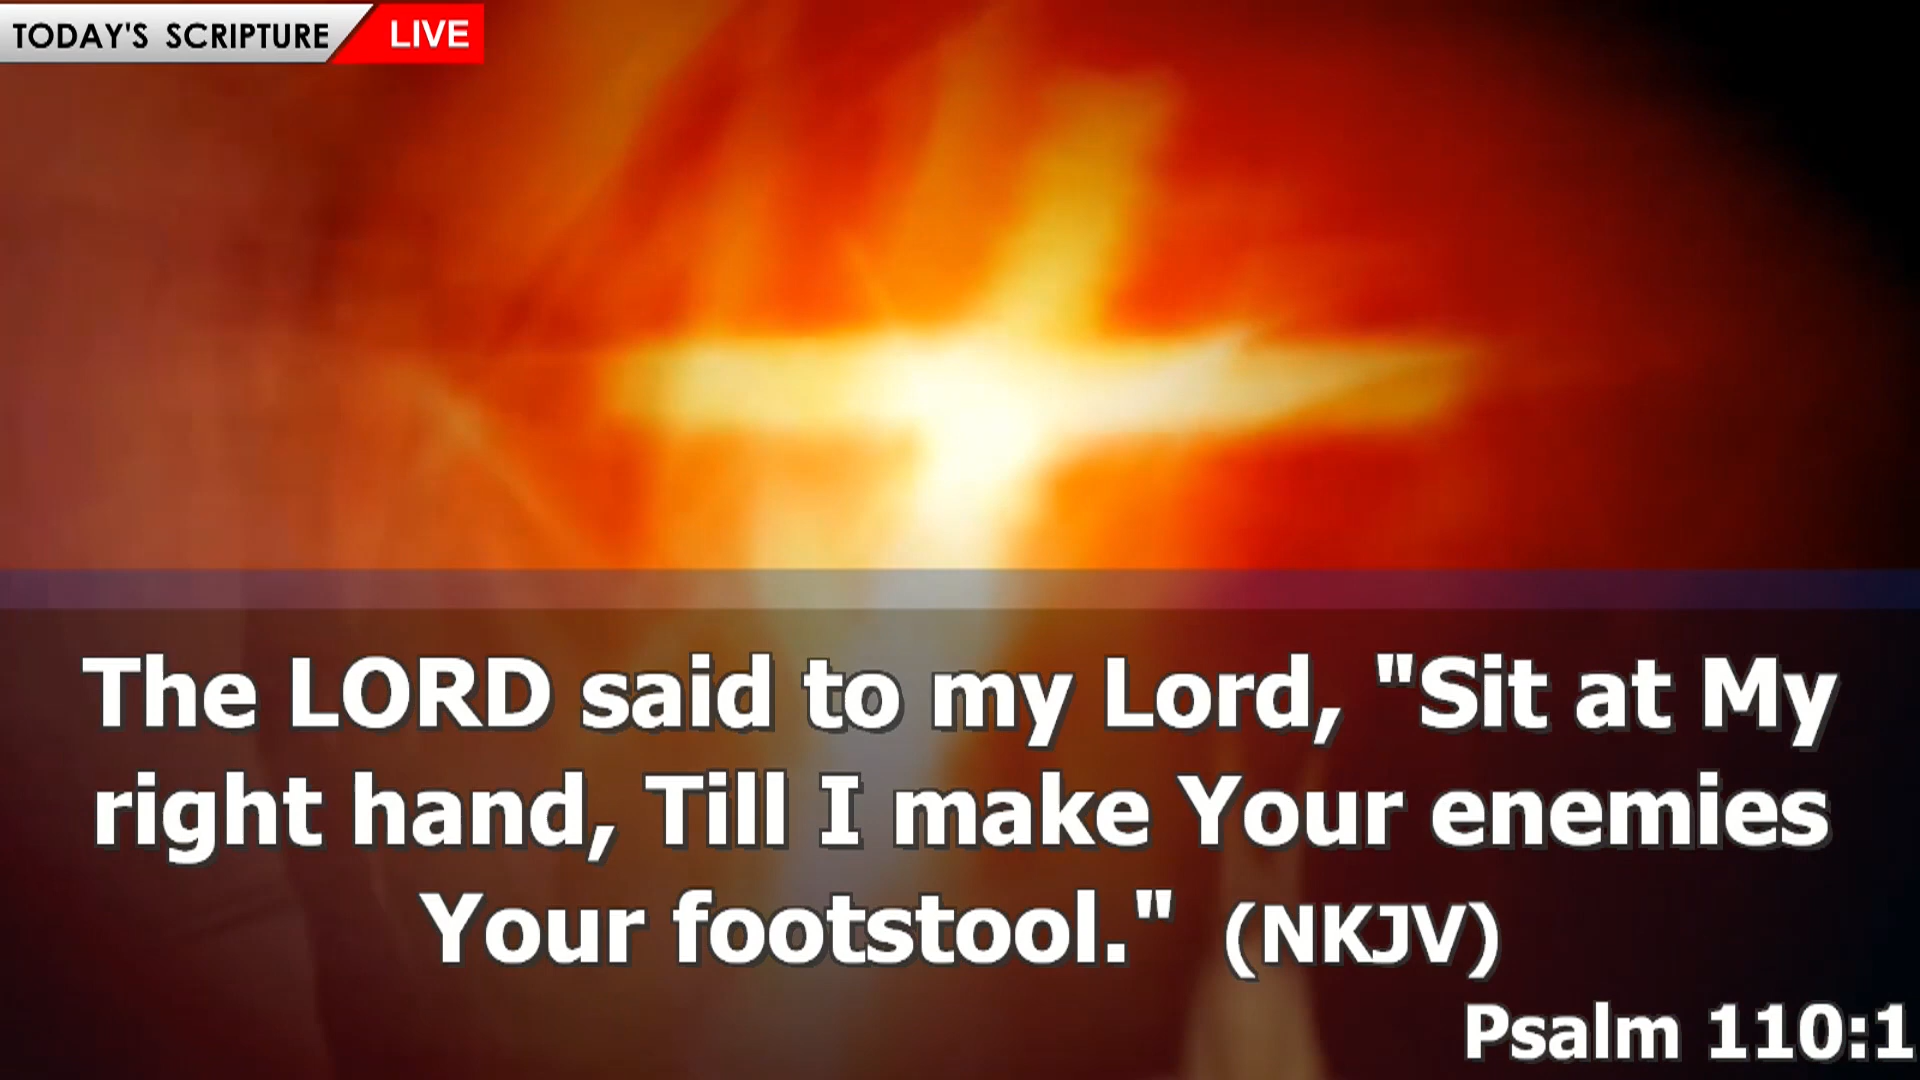 TODAY'S SCRIPTURE LIVE
The LORD said to my Lord, "Sit at My
right hand, Till I make Your enemies
Your footstool." (NKJV)
Psalm 110:1